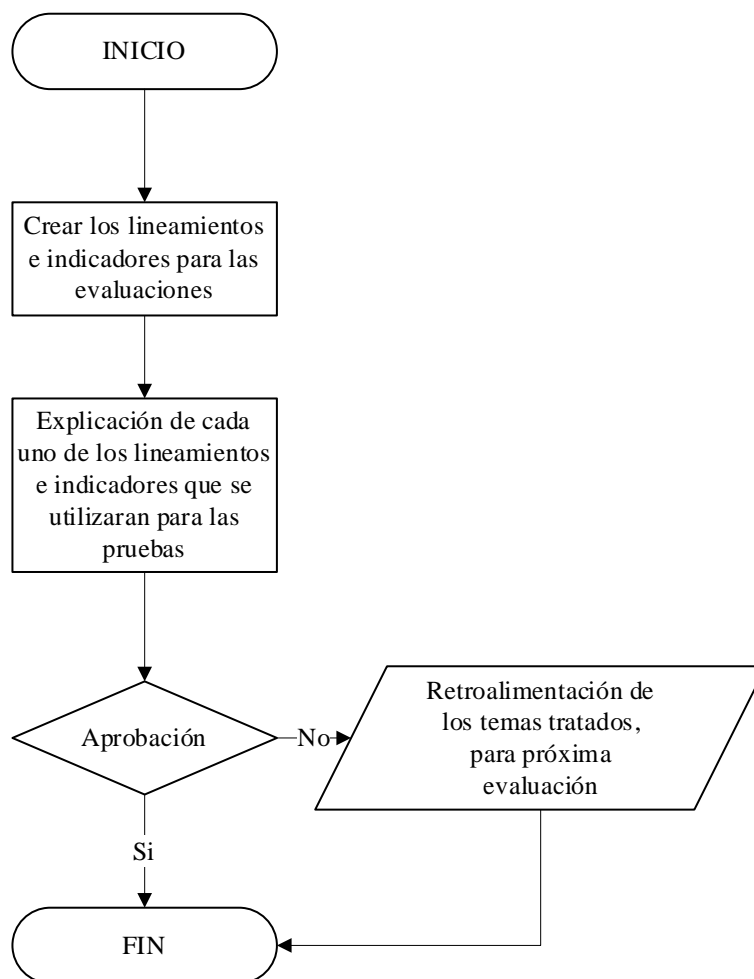 INICIO
Crear los lineamientos
e indicadores para las
evaluaciones
Explicación de cada
uno de los lineamientos
e indicadores que se
utilizaran para las
pruebas
Aprobación
No
Retroalimentación de
los temas tratados,
para próxima
evaluación
Si
FIN